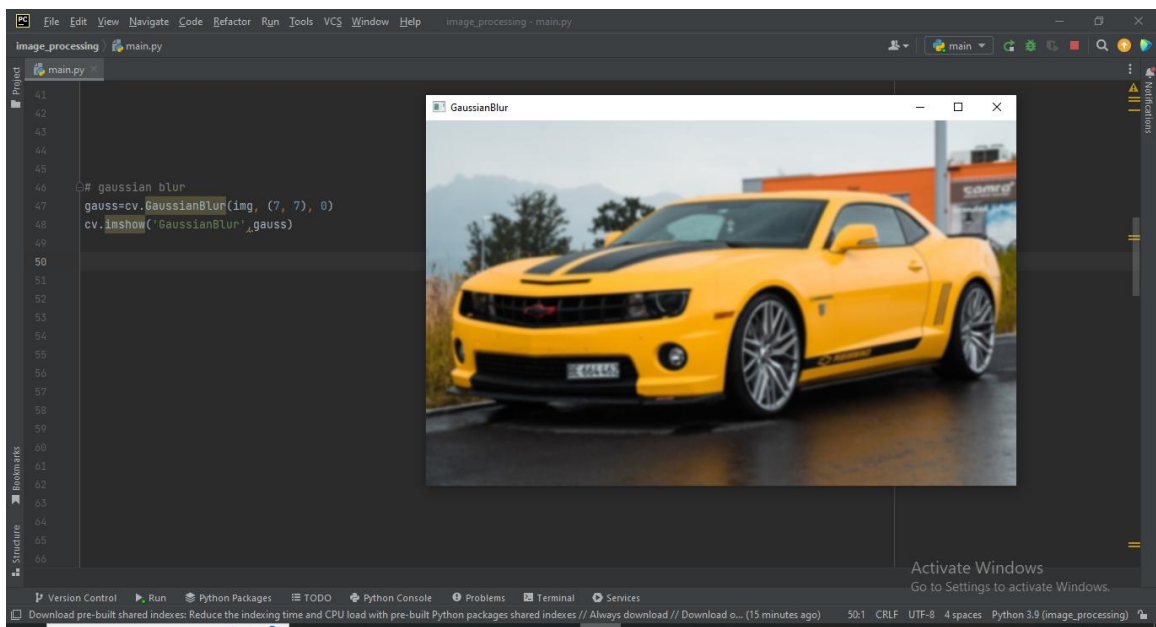 File Edit View Navigate Code Refactor Run Tools VCS Window Help image_processing - main.py
image_processing main.py main
main.py
Project
Notifications
Bookmarks
Structure
41
42
43
44
45
46 # gaussian blur
47 gauss=cv.GaussianBlur(img, (7, 7), 0)
48 cv.imshow('GaussianBlur',gauss)
49
50
51
52
53
54
55
56
57
58
59
60
61
62
63
64
65
66
GaussianBlur
Activate Windows
Go to Settings to activate Windows.
Version Control Run Python Packages TODO Python Console Problems Terminal Services
Download pre-built shared indexes: Reduce the indexing time and CPU load with pre-built Python packages shared indexes // Always download // Download o... (15 minutes ago) 50:1 CRLF UTF-8 4 spaces Python 3.9 (image_processing)